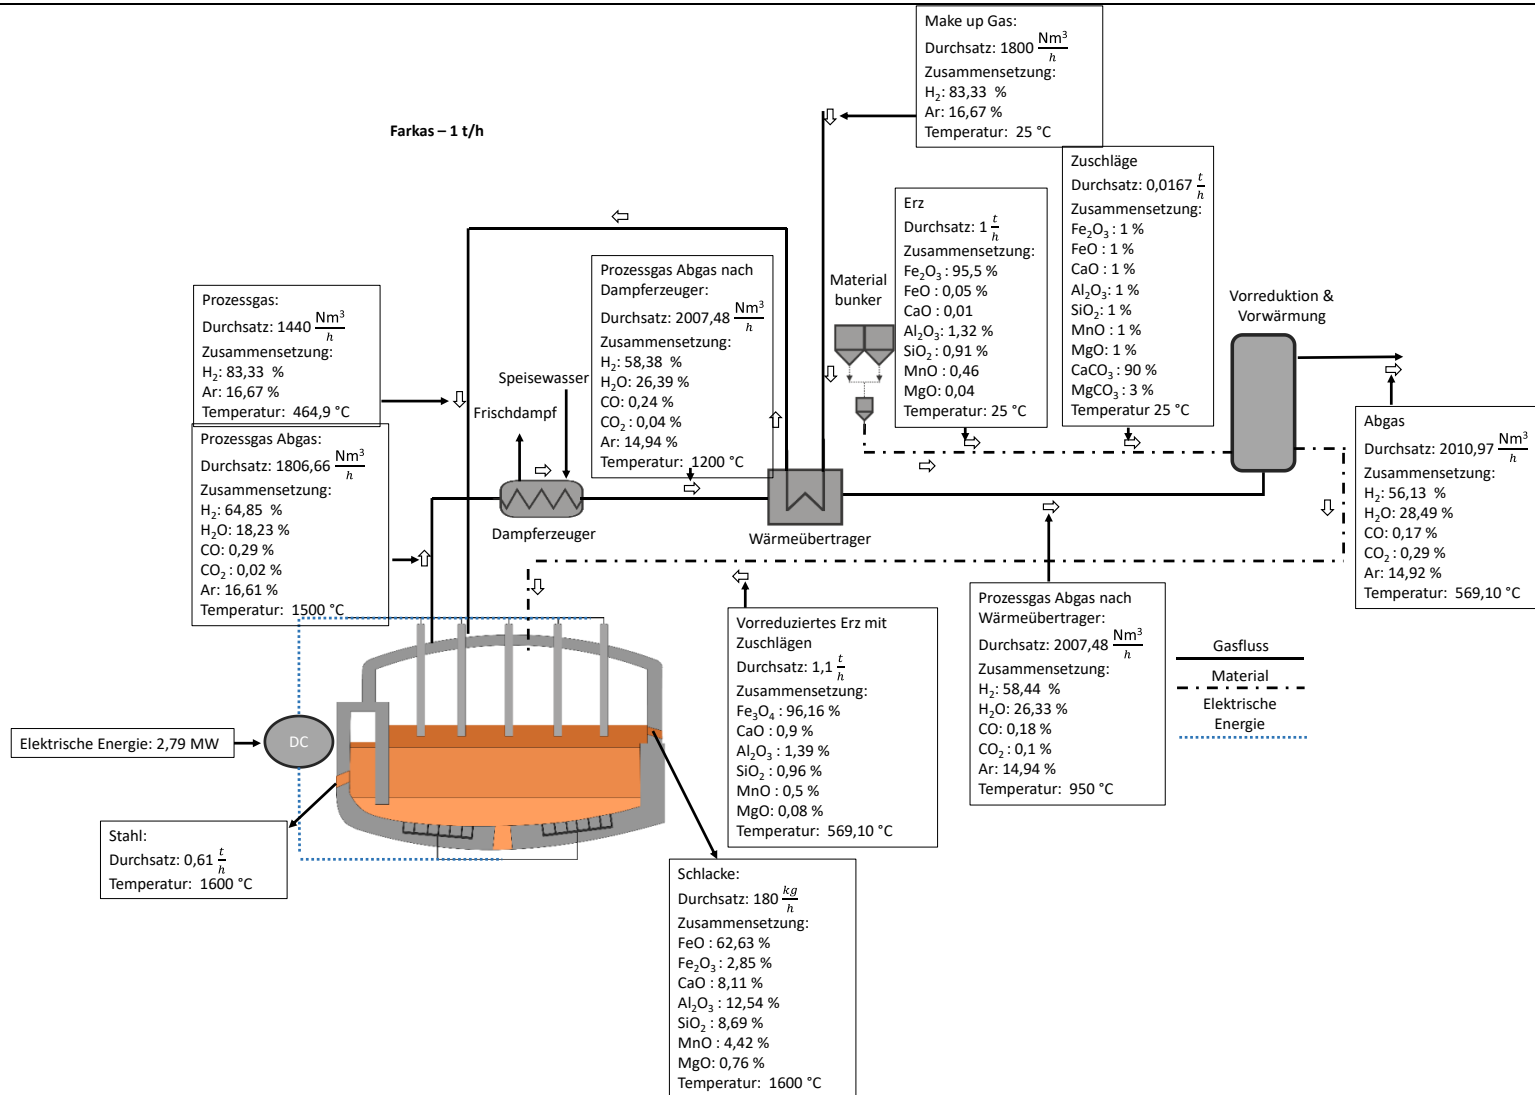 Make up Gas:
Durchsatz: 1800 Nm³/h
Zusammensetzung:
H₂: 83,33 %
Ar: 16,67 %
Temperatur: 25 °C
Farkas – 1 t/h
Zuschläge
Durchsatz: 0,0167 t/h
Zusammensetzung:
Fe₂O₃: 1 %
FeO : 1 %
CaO : 1 %
Al₂O₃: 1 %
SiO₂: 1 %
MnO : 1 %
MgO: 1 %
CaCO₃: 90 %
MgCO₃: 3 %
Temperatur 25 °C
Erz
Durchsatz: 1 t/h
Zusammensetzung:
Fe₂O₃ : 95,5 %
FeO : 0,05 %
CaO : 0,01
Al₂O₃: 1,32 %
SiO₂ : 0,91 %
MnO : 0,46
MgO: 0,04
Temperatur: 25 °C
Material
bunker
Vorreduktion &
Vorwärmung
Prozessgas Abgas nach
Dampferzeuger:
Durchsatz: 2007,48 Nm³/h
Zusammensetzung:
H₂: 58,38 %
H₂O: 26,39 %
CO: 0,24 %
CO₂ : 0,04 %
Ar: 14,94 %
Temperatur: 1200 °C
Prozessgas:
Durchsatz: 1440 Nm³/h
Zusammensetzung:
H₂: 83,33 %
Ar: 16,67 %
Temperatur: 464,9 °C
Speisewasser
Frischdampf
Prozessgas Abgas:
Durchsatz: 1806,66 Nm³/h
Zusammensetzung:
H₂: 64,85 %
H₂O: 18,23 %
CO: 0,29 %
CO₂ : 0,02 %
Ar: 16,61 %
Temperatur: 1500 °C
Abgas
Durchsatz: 2010,97 Nm³/h
Zusammensetzung:
H₂: 56,13 %
H₂O: 28,49 %
CO: 0,17 %
CO₂ : 0,29 %
Ar: 14,92 %
Temperatur: 569,10 °C
Dampferzeuger
Wärmeübertrager
Vorreduziertes Erz mit
Zuschlägen
Durchsatz: 1,1 t/h
Zusammensetzung:
Fe₃O₄ : 96,16 %
CaO : 0,9 %
Al₂O₃ : 1,39 %
SiO₂ : 0,96 %
MnO : 0,5 %
MgO: 0,08 %
Temperatur: 569,10 °C
Prozessgas Abgas nach
Wärmeübertrager:
Durchsatz: 2007,48 Nm³/h
Zusammensetzung:
H₂: 58,44 %
H₂O: 26,33 %
CO: 0,18 %
CO₂ : 0,1 %
Ar: 14,94 %
Temperatur: 950 °C
Gasfluss
Material
Elektrische
Energie
Elektrische Energie: 2,79 MW
DC
Stahl:
Durchsatz: 0,61 t/h
Temperatur: 1600 °C
Schlacke:
Durchsatz: 180 kg/h
Zusammensetzung:
FeO : 62,63 %
Fe₂O₃ : 2,85 %
CaO : 8,11 %
Al₂O₃ : 12,54 %
SiO₂ : 8,69 %
MnO : 4,42 %
MgO: 0,76 %
Temperatur: 1600 °C